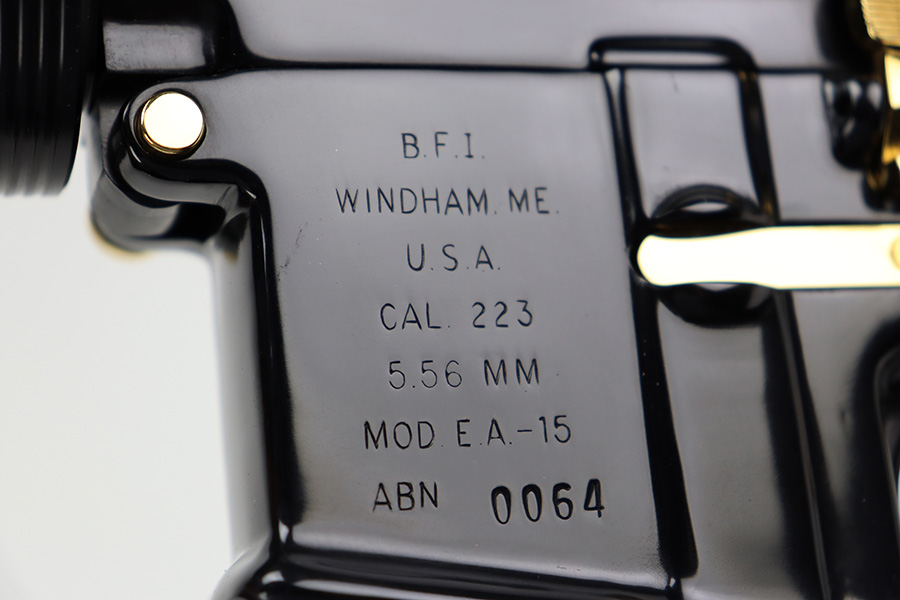 B.F.I.
WINDHAM. ME.
U.S.A.
CAL. 223
5.56 MM
MOD. E.A.-15
ABN 0064